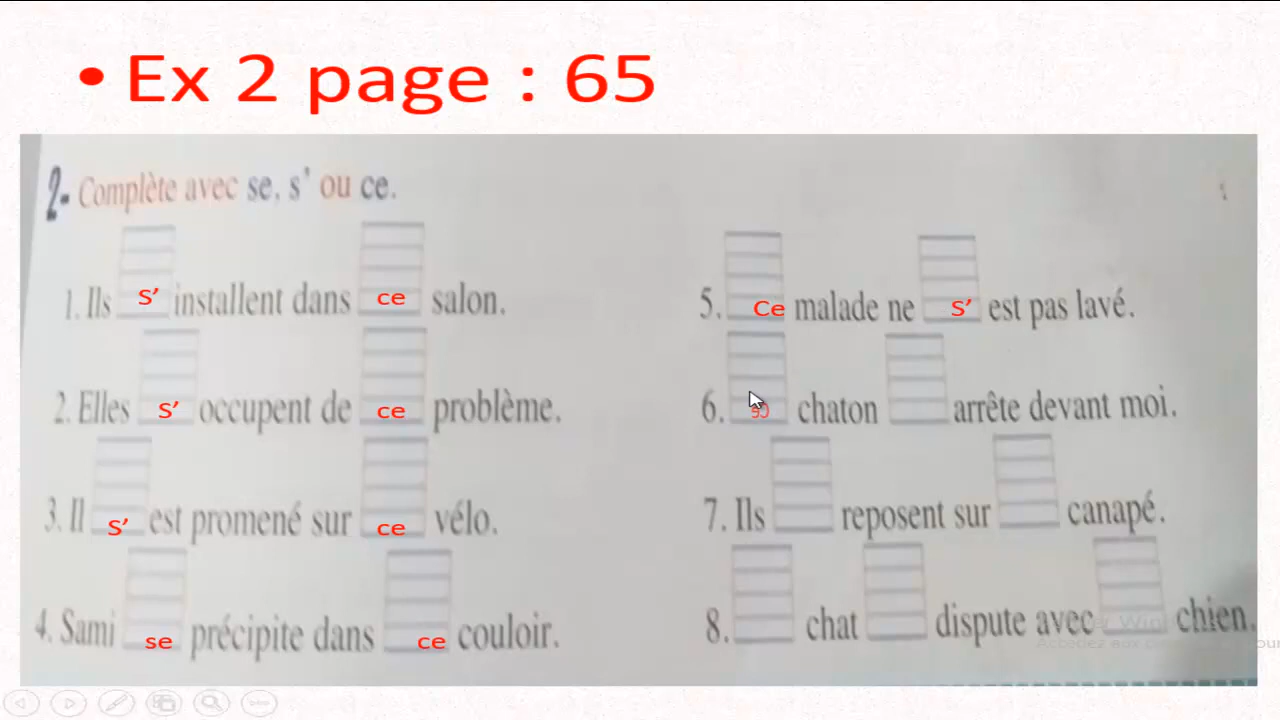 • Ex 2 page : 65
2- Complète avec se, s' ou ce.
1. Ils s' installent dans ce salon.
2. Elles s' occupent de ce problème.
3. Il s' est promené sur ce vélo.
4. Sami se précipite dans ce couloir.
5. Ce malade ne s' est pas lavé.
6. chaton arrête devant moi.
7. Ils reposent sur canapé.
8. chat dispute avec chien.